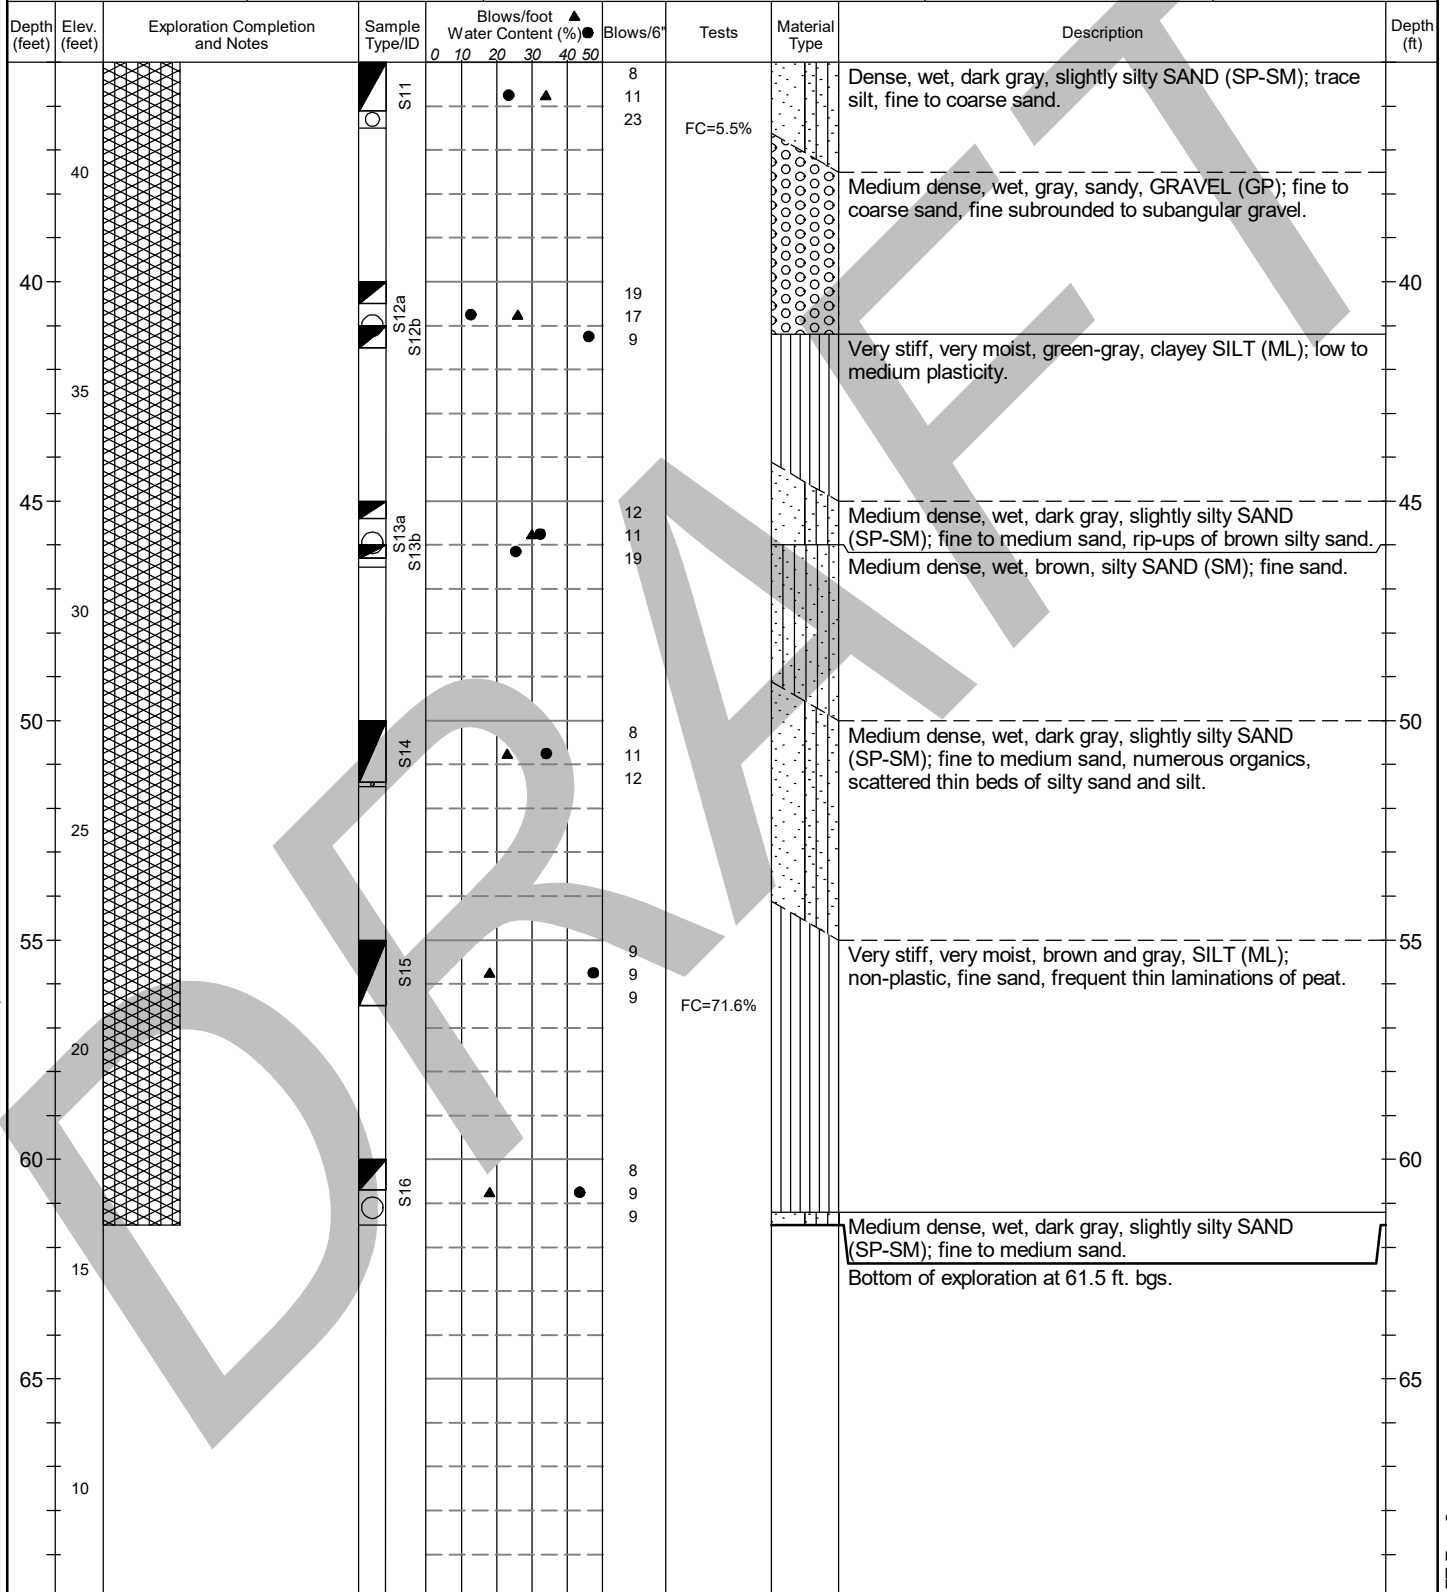 Depth (feet)
Elev. (feet)
Exploration Completion and Notes
Sample Type/ID
Blows/foot ▲
Water Content (%)●
0 10 20 30 40 50
Blows/6"
Tests
Material Type
Description
Depth (ft)
S11
8
11
23
FC=5.5%
Dense, wet, dark gray, slightly silty SAND (SP-SM); trace
silt, fine to coarse sand.
40
Medium dense, wet, gray, sandy, GRAVEL (GP); fine to
coarse sand, fine subrounded to subangular gravel.
40
S12a
S12b
19
17
9
40
Very stiff, very moist, green-gray, clayey SILT (ML); low to
medium plasticity.
35
45
S13a
S13b
12
11
19
45
Medium dense, wet, dark gray, slightly silty SAND
(SP-SM); fine to medium sand, rip-ups of brown silty sand.
Medium dense, wet, brown, silty SAND (SM); fine sand.
30
50
S14
8
11
12
50
Medium dense, wet, dark gray, slightly silty SAND
(SP-SM); fine to medium sand, numerous organics,
scattered thin beds of silty sand and silt.
25
55
S15
9
9
9
FC=71.6%
55
Very stiff, very moist, brown and gray, SILT (ML);
non-plastic, fine sand, frequent thin laminations of peat.
20
60
S16
8
9
9
60
Medium dense, wet, dark gray, slightly silty SAND
(SP-SM); fine to medium sand.
Bottom of exploration at 61.5 ft. bgs.
15
65
65
10
DRAFT